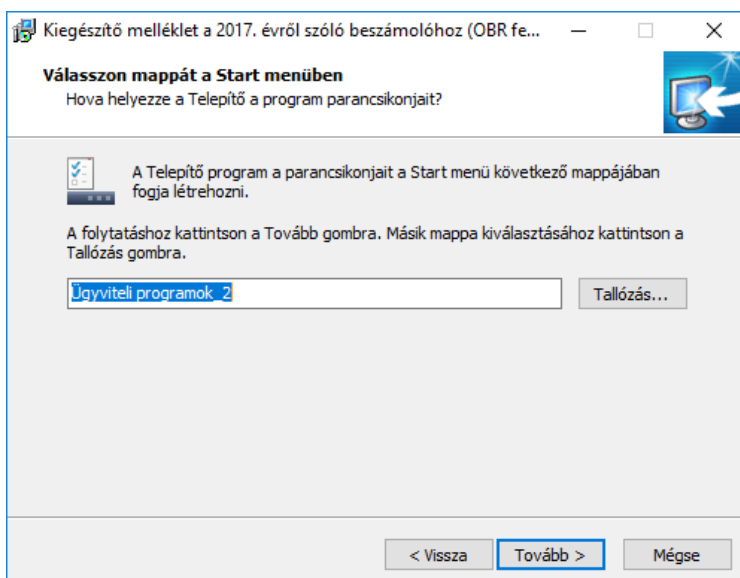 Kiegészítő melléklet a 2017. évről szóló beszámolóhoz (OBR fe...
Válasszon mappát a Start menüben
Hova helyezze a Telepítő a program parancsikonjait?
A Telepítő program a parancsikonjait a Start menü következő mappájában
fogja létrehozni.
A folytatáshoz kattintson a Tovább gombra. Másik mappa kiválasztásához kattintson a
Tallózás gombra.
Ügyviteli programok_2
Tallózás...
< Vissza
Tovább >
Mégse